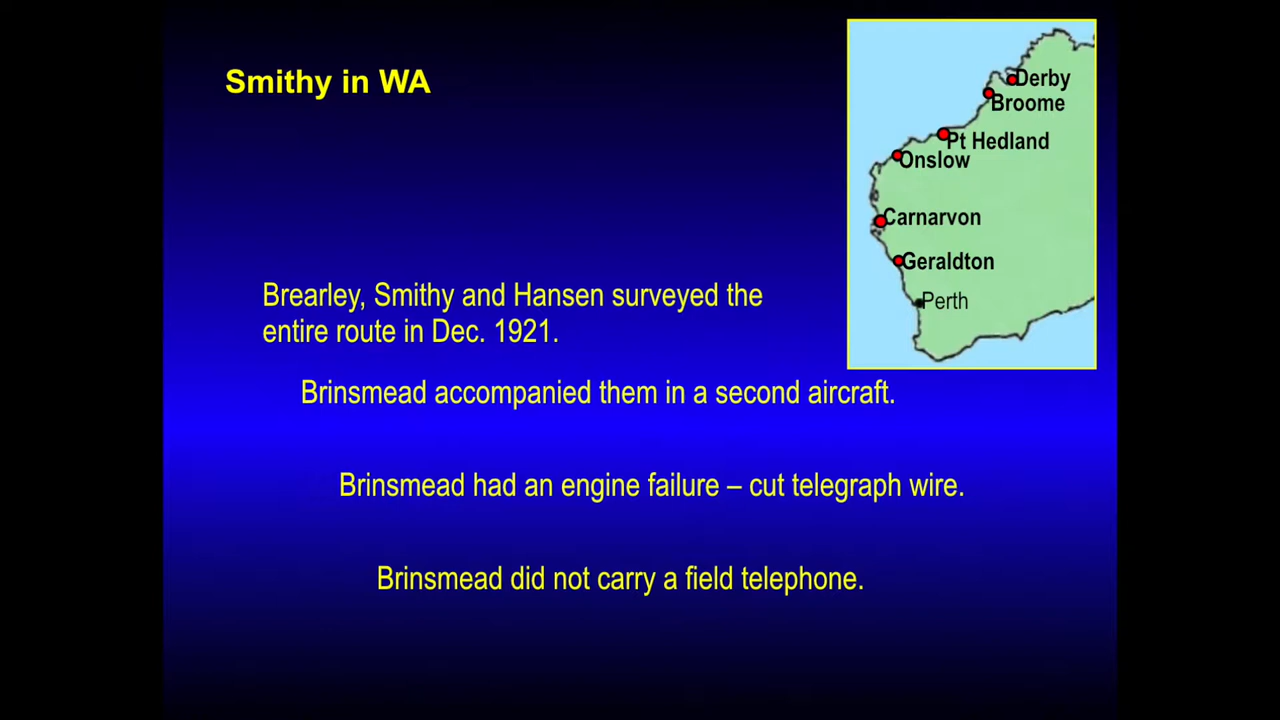 Smithy in WA
Derby
Broome
Pt Hedland
Onslow
Carnarvon
Geraldton
Perth
Brearley, Smithy and Hansen surveyed the
entire route in Dec. 1921.
Brinsmead accompanied them in a second aircraft.
Brinsmead had an engine failure – cut telegraph wire.
Brinsmead did not carry a field telephone.